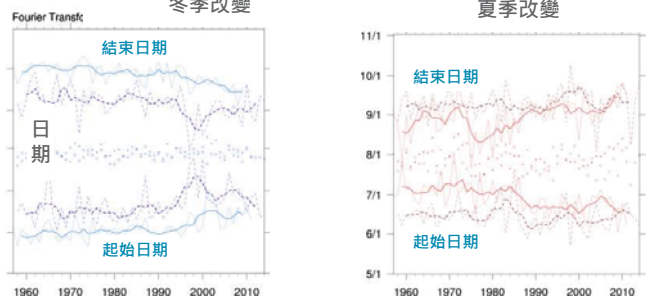 冬季改變
Fourier Transfo
結束日期
日
期
起始日期
1960 1970 1980 1990 2000 2010
夏季改變
11/1
10/1
結束日期
9/1
8/1
7/1
6/1
起始日期
5/1
1960 1970 1980 1990 2000 2010